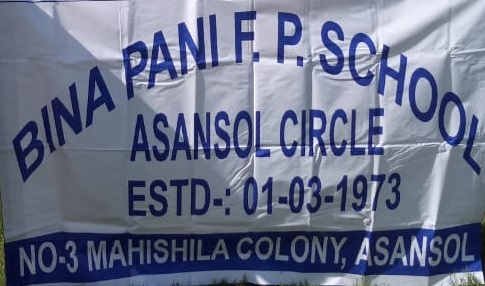 BINA PANI F. P. SCHOOL
ASANSOL CIRCLE
ESTD-: 01-03-1973
NO-3 MAHISHILA COLONY, ASANSOL